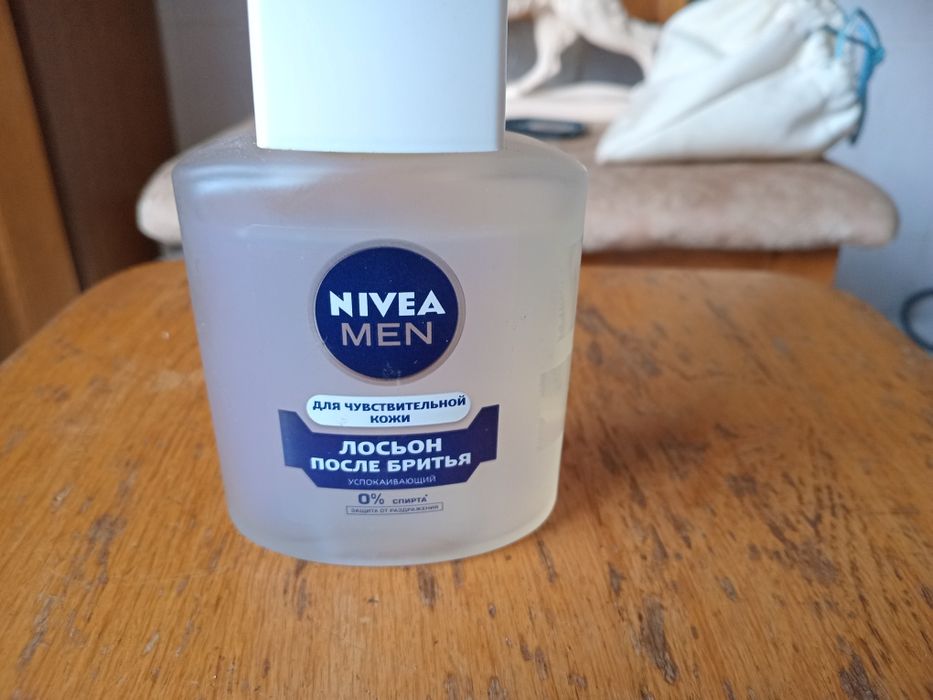 NIVEA
MEN
ДЛЯ ЧУВСТВИТЕЛЬНОЙ
КОЖИ
ЛОСЬОН
ПОСЛЕ БРИТЬЯ
УСПОКАИВАЮЩИЙ
0% СПИРТА*
ЗАЩИТА ОТ РАЗДРАЖЕНИЯ